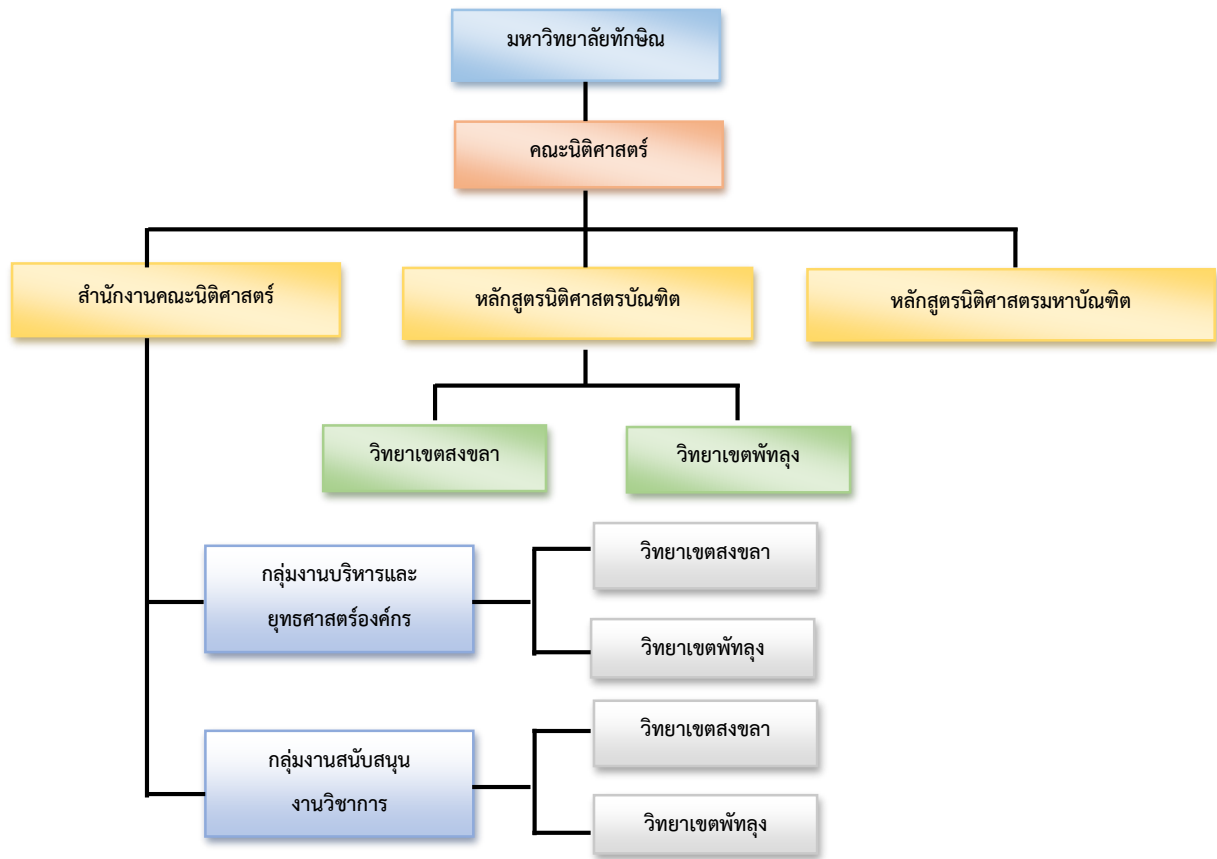 มหาวิทยาลัยทักษิณ
คณะนิติศาสตร์
สำนักงานคณะนิติศาสตร์
หลักสูตรนิติศาสตรบัณฑิต
หลักสูตรนิติศาสตรมหาบัณฑิต
วิทยาเขตสงขลา
วิทยาเขตพัทลุง
กลุ่มงานบริหารและ
ยุทธศาสตร์องค์กร
วิทยาเขตสงขลา
วิทยาเขตพัทลุง
กลุ่มงานสนับสนุน
งานวิชาการ
วิทยาเขตสงขลา
วิทยาเขตพัทลุง